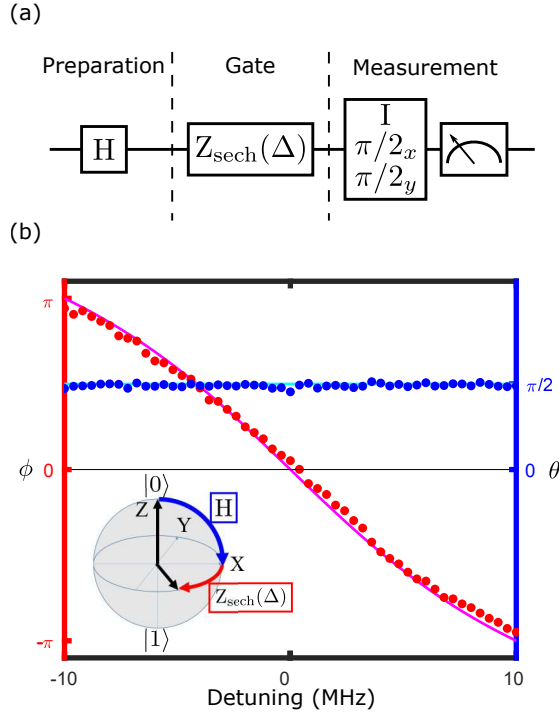 (a)
Preparation Gate Measurement
H
Z_sech(Δ)
I
π/2_x
π/2_y
(b)
π
0
-π
ϕ
π/2
0
θ
|0⟩
Z
Y
X
H
Z_sech(Δ)
|1⟩
-10 0 10
Detuning (MHz)